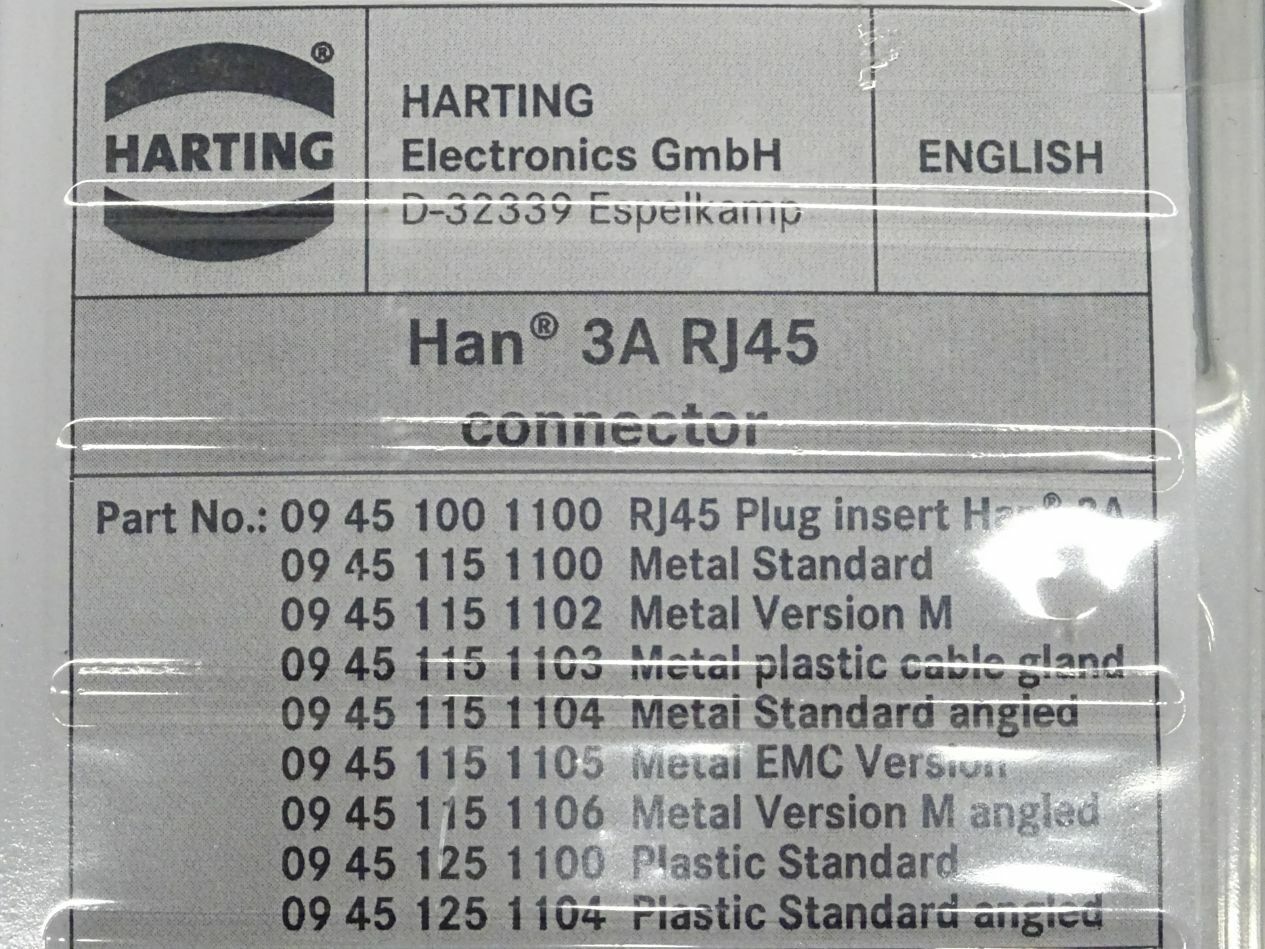 ®
HARTING
HARTING
Electronics GmbH
D-32339 Espelkamp
ENGLISH
Han® 3A RJ45
connector
Part No.: 09 45 100 1100 RJ45 Plug insert Han® 3A
09 45 115 1100 Metal Standard
09 45 115 1102 Metal Version M
09 45 115 1103 Metal plastic cable gland
09 45 115 1104 Metal Standard angled
09 45 115 1105 Metal EMC Version
09 45 115 1106 Metal Version M angled
09 45 125 1100 Plastic Standard
09 45 125 1104 Plastic Standard angled